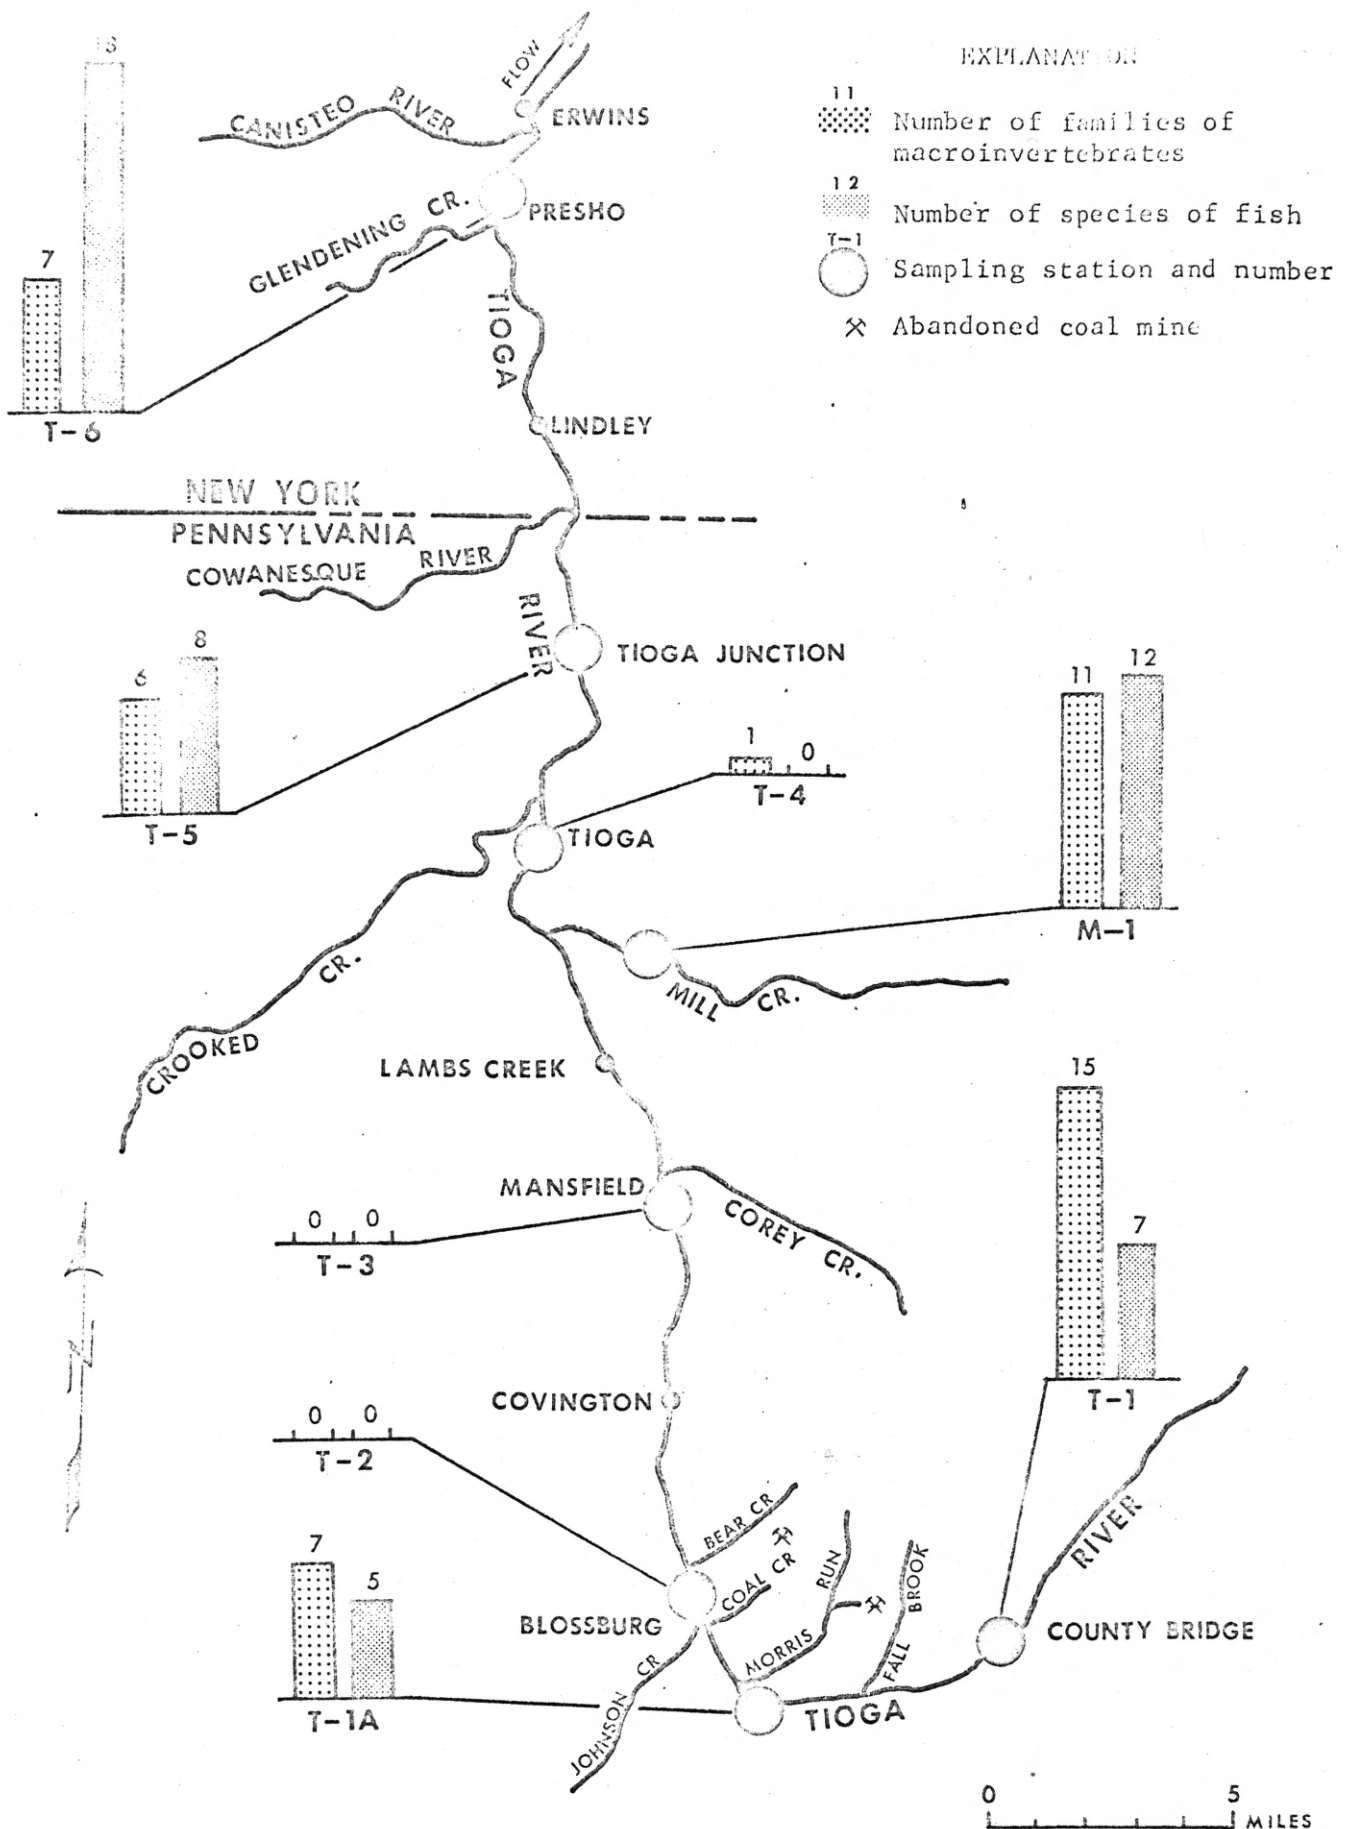 EXPLANATION
11
Number of families of
macroinvertebrates
12
Number of species of fish
T-1
Sampling station and number
Abandoned coal mine
18
7
T-6
FLOW
CANISTEO RIVER
ERWINS
PRESHO
GLENDENING CR.
TIOGA
LINDLEY
NEW YORK
PENNSYLVANIA
COWANESQUE RIVER
RIVER
TIOGA JUNCTION
6
8
T-5
1
0
T-4
TIOGA
11
12
M-1
MILL CR.
CROOKED CR.
LAMBS CREEK
MANSFIELD
COREY CR.
0 0
T-3
15
7
T-1
COVINGTON
0 0
T-2
BEAR CR
COAL CR
MORRIS RUN
FALL BROOK
RIVER
7
5
T-1A
BLOSSBURG
JOHNSON CR
TIOGA
COUNTY BRIDGE
N
0 5
MILES